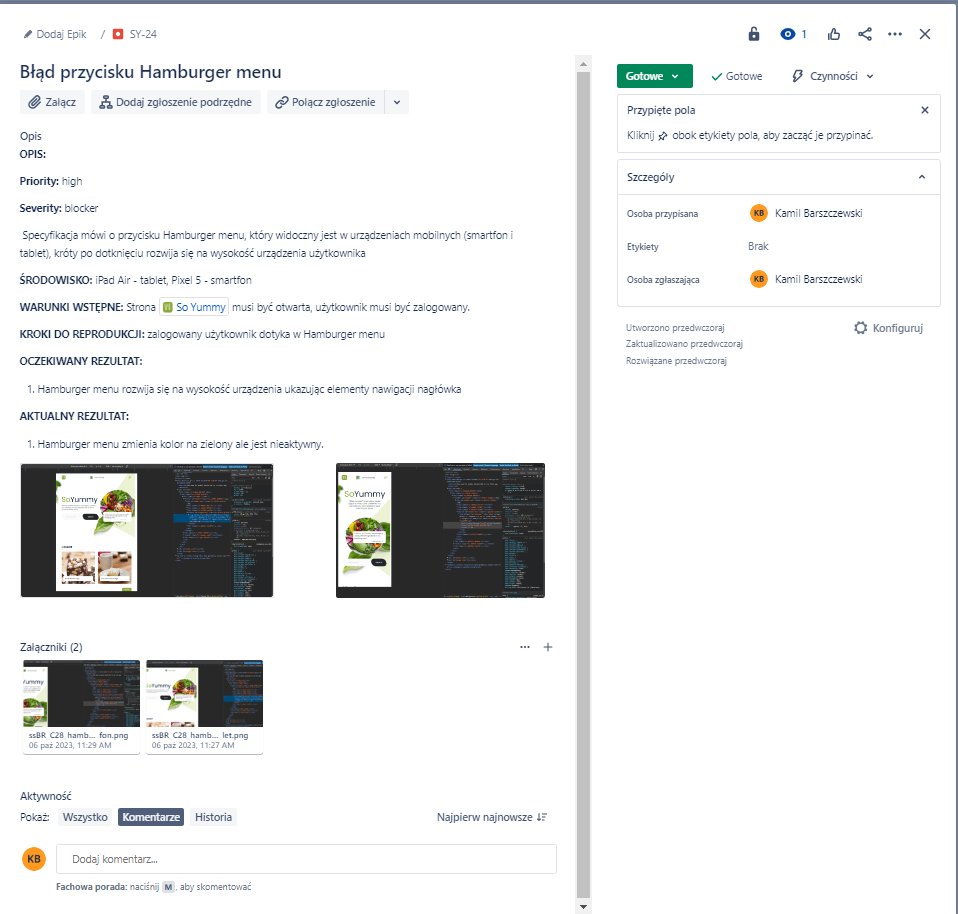 Dodaj Epik / SY-24
1
Błąd przycisku Hamburger menu
Załącz Dodaj zgłoszenie podrzędne Połącz zgłoszenie
Opis
OPIS:
Priority: high
Severity: blocker
Specyfikacja mówi o przycisku Hamburger menu, który widoczny jest w urządzeniach mobilnych (smartfon i
tablet), króty po dotknięciu rozwija się na wysokość urządzenia użytkownika
ŚRODOWISKO: iPad Air - tablet, Pixel 5 - smartfon
WARUNKI WSTĘPNE: Strona So Yummy musi być otwarta, użytkownik musi być zalogowany.
KROKI DO REPRODUKCJI: zalogowany użytkownik dotyka w Hamburger menu
OCZEKIWANY REZULTAT:
1. Hamburger menu rozwija się na wysokość urządzenia ukazując elementy nawigacji nagłówka
AKTUALNY REZULTAT:
1. Hamburger menu zmienia kolor na zielony ale jest nieaktywny.
SoYummy
SoYummy
Załączniki (2)
ssBR_C28_hamb... fon.png
06 paź 2023, 11:29 AM
ssBR_C28_hamb... let.png
06 paź 2023, 11:27 AM
Aktywność
Pokaż: Wszystko Komentarze Historia Najpierw najnowsze
KB Dodaj komentarz...
Fachowa porada: naciśnij M, aby skomentować
Gotowe Gotowe Czynności
Przypięte pola
Kliknij obok etykiety pola, aby zacząć je przypinać.
Szczegóły
Osoba przypisana KB Kamil Barszczewski
Etykiety Brak
Osoba zgłaszająca KB Kamil Barszczewski
Utworzono przedwczoraj
Konfiguruj
Zaktualizowano przedwczoraj
Rozwiązane przedwczoraj